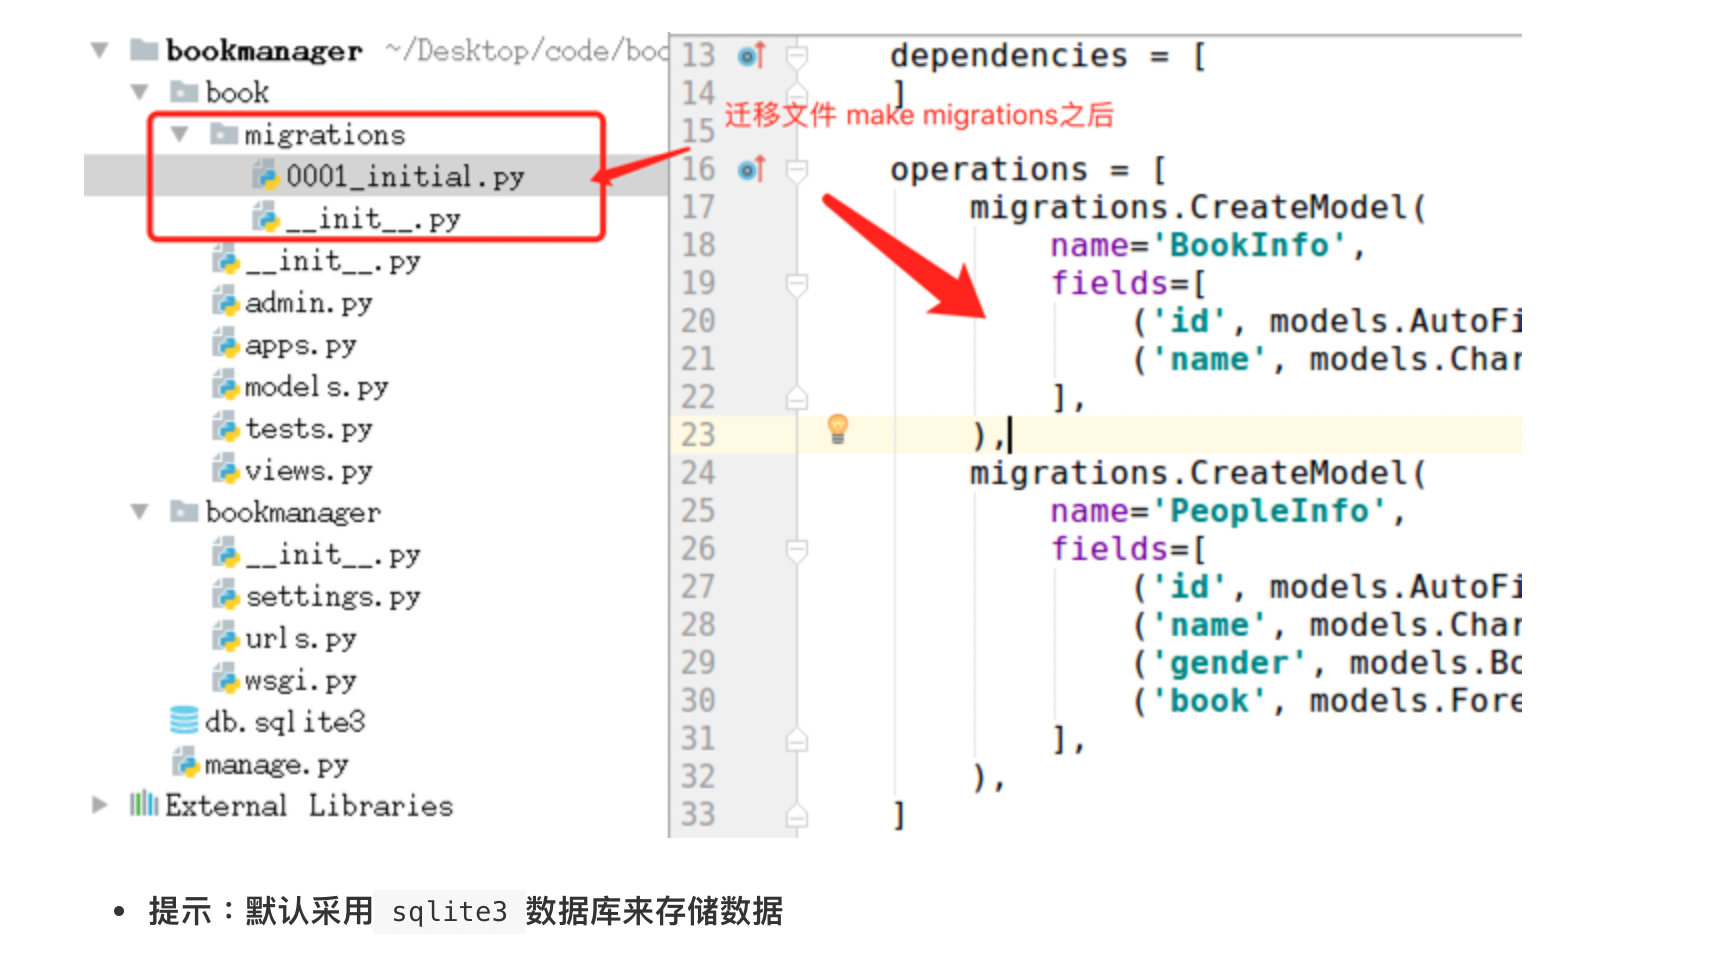 bookmanager ~/Desktop/code/boo
book
migrations
0001_initial.py
__init__.py
__init__.py
admin.py
apps.py
models.py
tests.py
views.py
bookmanager
__init__.py
settings.py
urls.py
wsgi.py
db.sqlite3
manage.py
External Libraries
13 dependencies = [
14 ]
迁移文件 make migrations之后
15
16 operations = [
17 migrations.CreateModel(
18 name='BookInfo',
19 fields=[
20 ('id', models.AutoFi
21 ('name', models.Char
22 ],
23 ),
24 migrations.CreateModel(
25 name='PeopleInfo',
26 fields=[
27 ('id', models.AutoFi
28 ('name', models.Char
29 ('gender', models.Bo
30 ('book', models.Fore
31 ],
32 ),
33 ]
• 提示：默认采用 sqlite3 数据库来存储数据